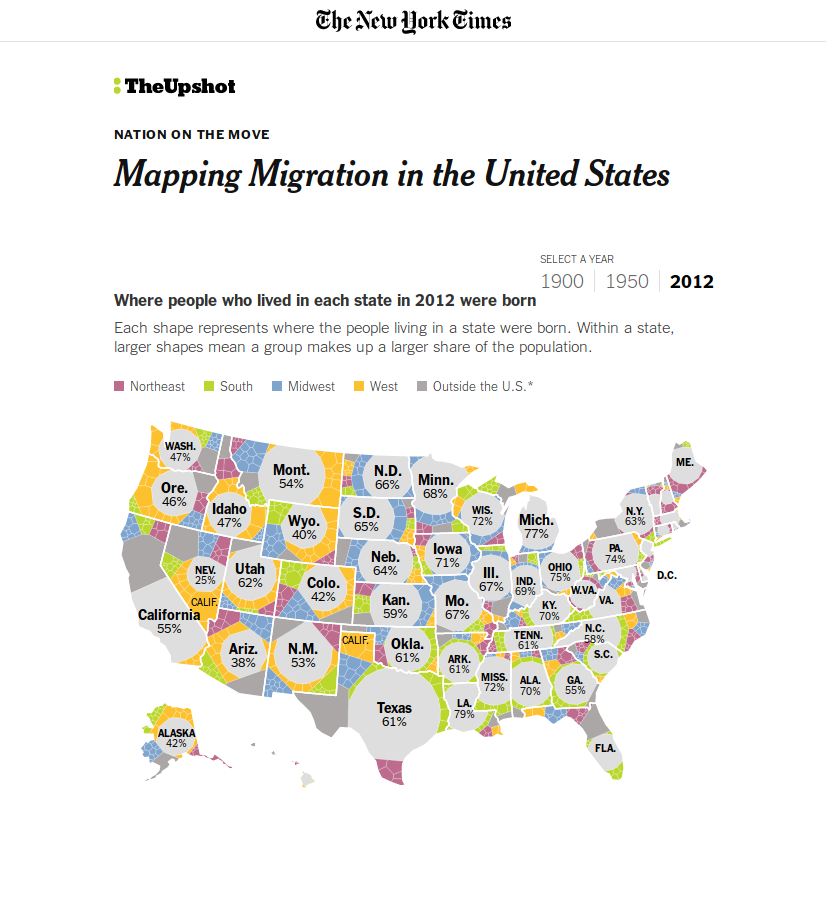 The New York Times
TheUpshot
NATION ON THE MOVE
Mapping Migration in the United States
SELECT A YEAR
1900 1950 2012
Where people who lived in each state in 2012 were born
Each shape represents where the people living in a state were born. Within a state,
larger shapes mean a group makes up a larger share of the population.
Northeast South Midwest West Outside the U.S.*
WASH.
47%
Ore.
46%
Idaho
47%
Mont.
54%
Wyo.
40%
N.D.
66%
S.D.
65%
Minn.
68%
WIS.
72%
Mich.
77%
ME.
N.Y.
63%
PA.
74%
NEV.
25%
CALIF.
Utah
62%
Colo.
42%
Neb.
64%
Iowa
71%
Ill.
67%
IND.
69%
OHIO
75%
W.VA.
VA.
D.C.
California
55%
Kan.
59%
Mo.
67%
KY.
70%
Ariz.
38%
N.M.
53%
CALIF.
Okla.
61%
ARK.
61%
TENN.
61%
N.C.
58%
S.C.
Texas
61%
LA.
79%
MISS.
72%
ALA.
70%
GA.
55%
FLA.
ALASKA
42%